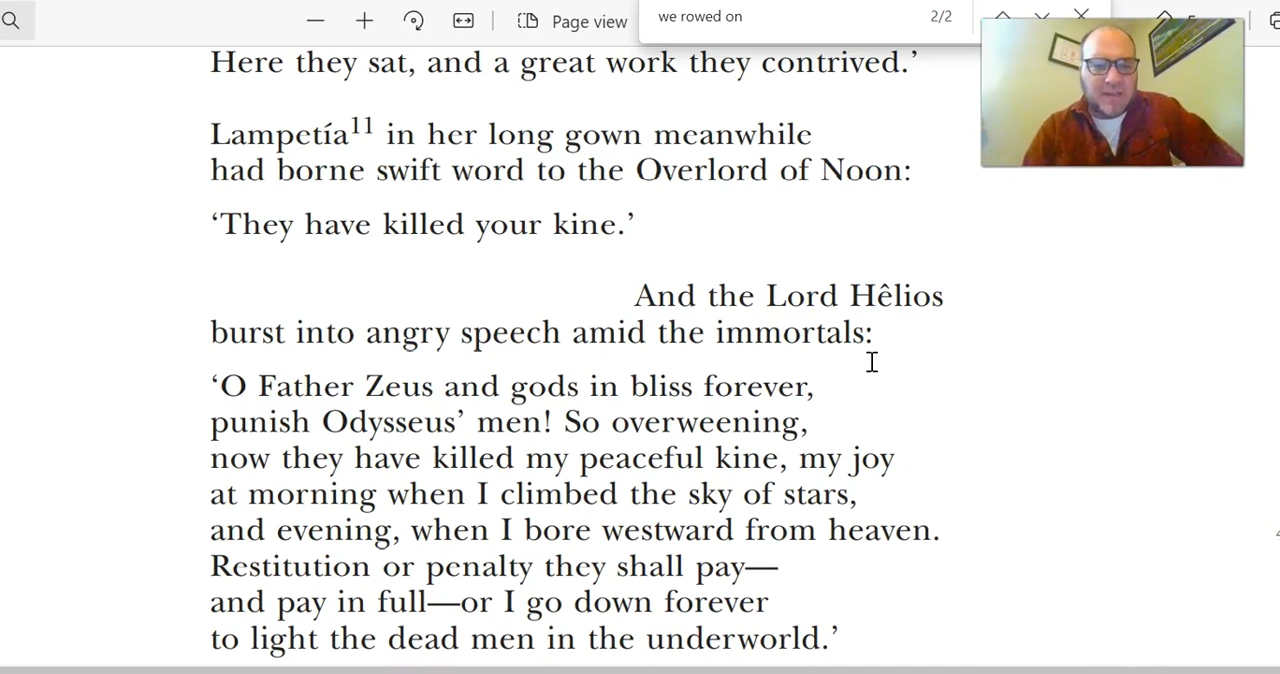 Page view
we rowed on
2/2
Here they sat, and a great work they contrived.’
Lampetía11 in her long gown meanwhile
had borne swift word to the Overlord of Noon:
‘They have killed your kine.’
And the Lord Hêlios
burst into angry speech amid the immortals:
‘O Father Zeus and gods in bliss forever,
punish Odysseus’ men! So overweening,
now they have killed my peaceful kine, my joy
at morning when I climbed the sky of stars,
and evening, when I bore westward from heaven.
Restitution or penalty they shall pay—
and pay in full—or I go down forever
to light the dead men in the underworld.’